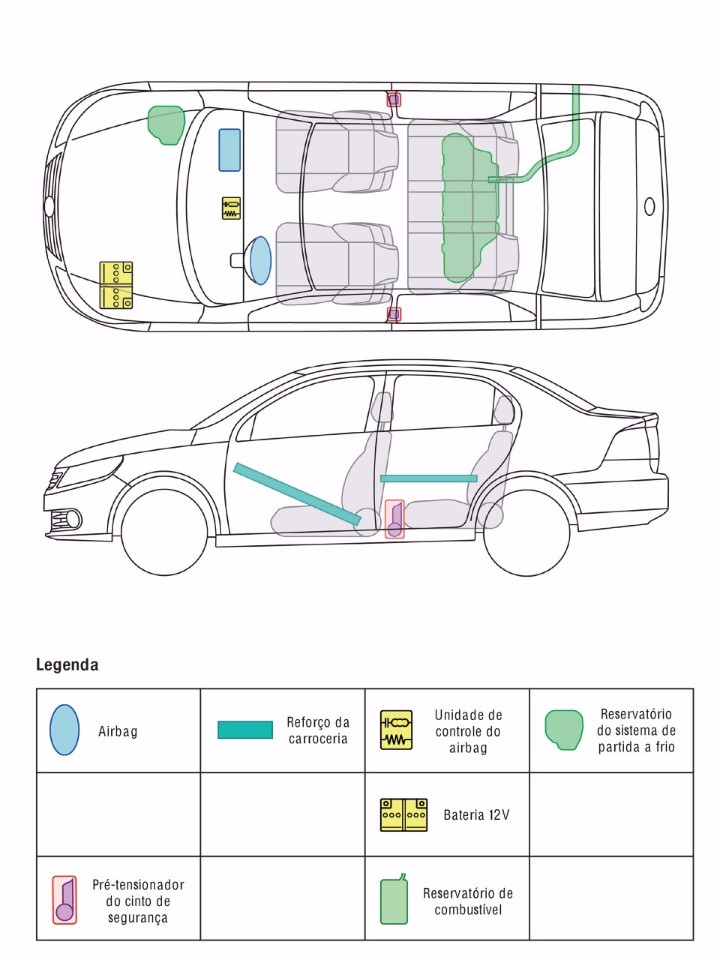 Legenda
Airbag
Reforço da
carroceria
Unidade de
controle do
airbag
Reservatório
do sistema de
partida a frio
Bateria 12V
Pré-tensionador
do cinto de
segurança
Reservatório de
combustível